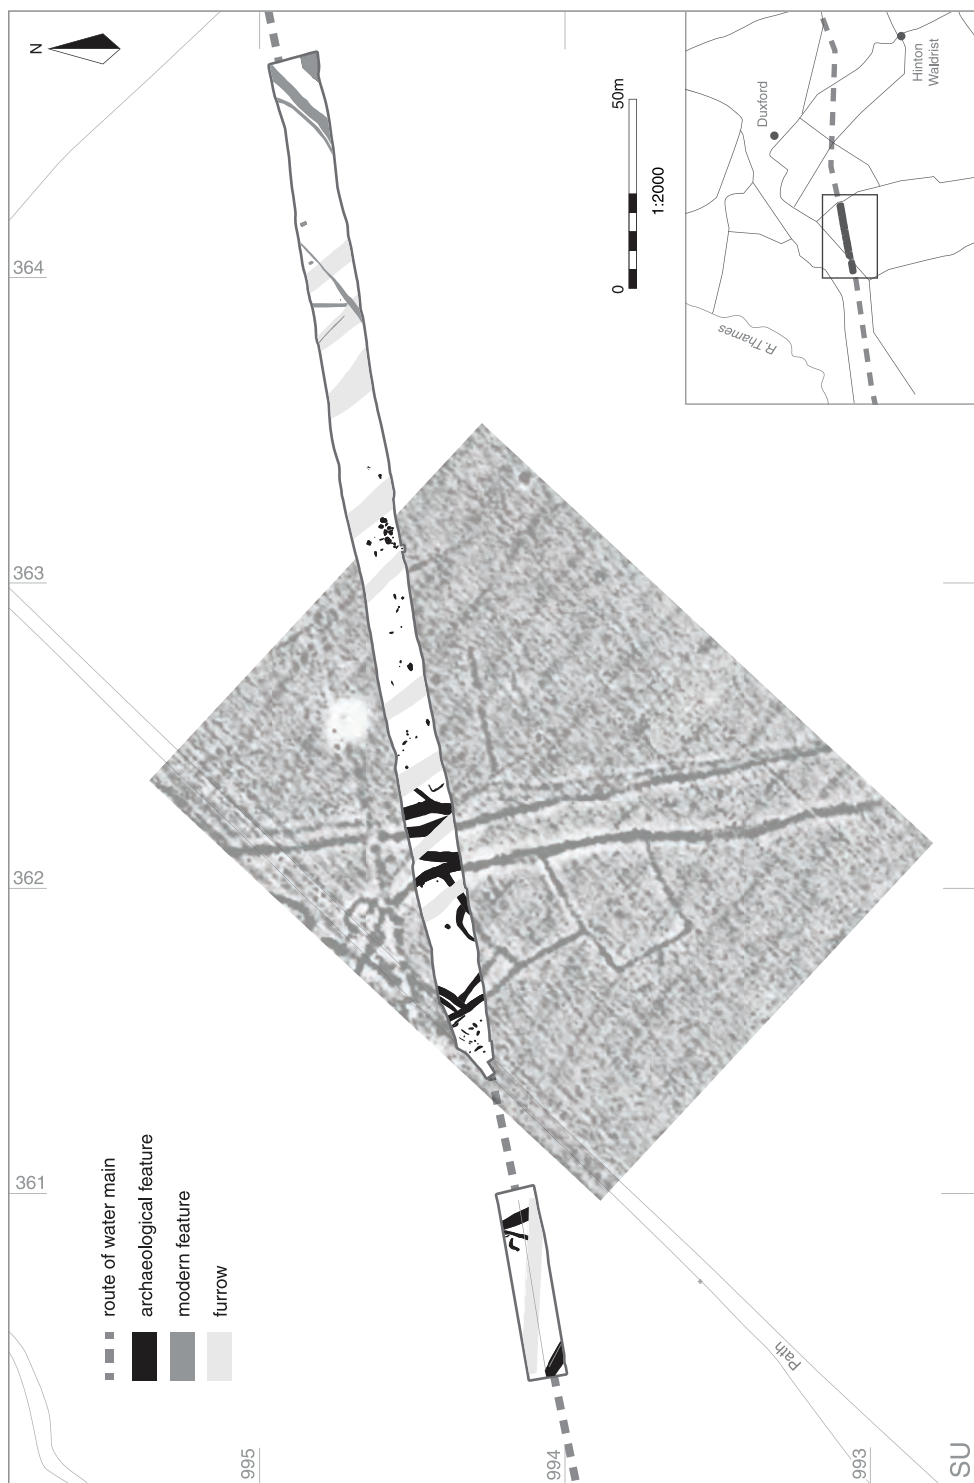 N
364
363
362
361
995
994
993
SU
route of water main
archaeological feature
modern feature
furrow
Path
0
50m
1:2000
Duxford
Hinton
Waldrist
R.Thames